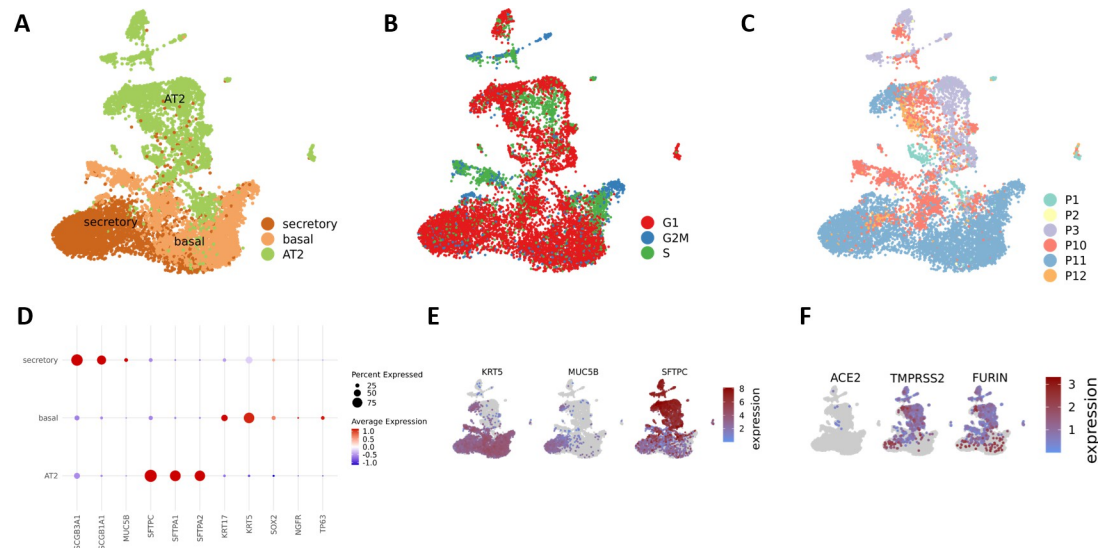 A
B
C
AT2
secretory
basal
secretory
basal
AT2
G1
G2M
S
P1
P2
P3
P10
P11
P12
D
E
F
secretory
basal
AT2
SCGB3A1
SCGB1A1
MUC5B
SFTPC
SFTPA1
SFTPA2
KRT17
KRT5
SOX2
NGFR
TP63
Percent Expressed
25
50
75
Average Expression
1.0
0.5
0.0
-0.5
-1.0
KRT5
MUC5B
SFTPC
8
6
4
2
expression
ACE2
TMPRSS2
FURIN
3
2
1
expression